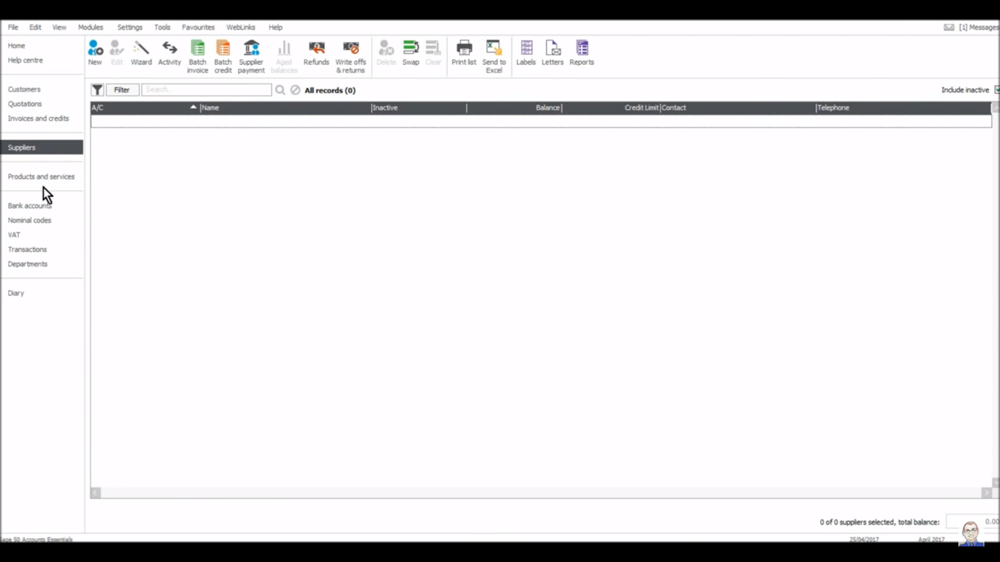 File Edit View Modules Settings Tools Favourites WebLinks Help [1] Messages
Home
Help centre
Customers
Quotations
Invoices and credits
Suppliers
Products and services
Bank accounts
Nominal codes
VAT
Transactions
Departments
Diary
New Edit Wizard Activity Batch invoice Batch credit Supplier payment Aged balances Refunds Write offs & returns Delete Swap Clear Print list Send to Excel Labels Letters Reports
Filter Search... All records (0) Include inactive
A/C Name Inactive Balance Credit Limit Contact Telephone
0 of 0 suppliers selected, total balance: 0.00
Sage 50 Accounts Essentials 25/04/2017 April 2017